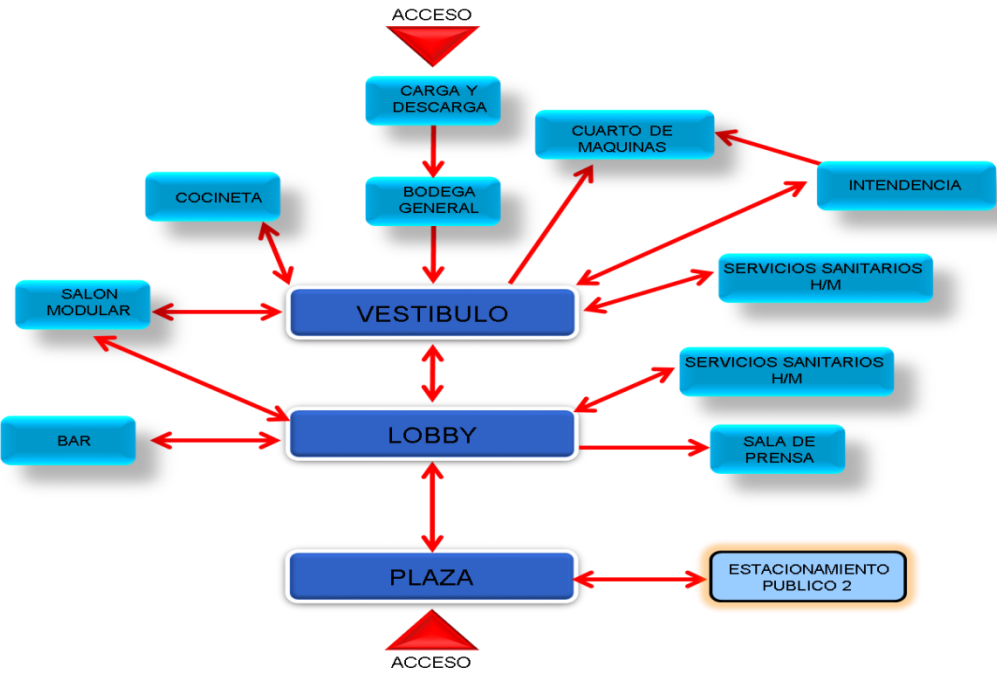 ACCESO
CARGA Y
DESCARGA
CUARTO DE
MAQUINAS
COCINETA
BODEGA
GENERAL
INTENDENCIA
SERVICIOS SANITARIOS
H/M
SALON
MODULAR
VESTIBULO
SERVICIOS SANITARIOS
H/M
BAR
LOBBY
SALA DE
PRENSA
PLAZA
ESTACIONAMIENTO
PUBLICO 2
ACCESO